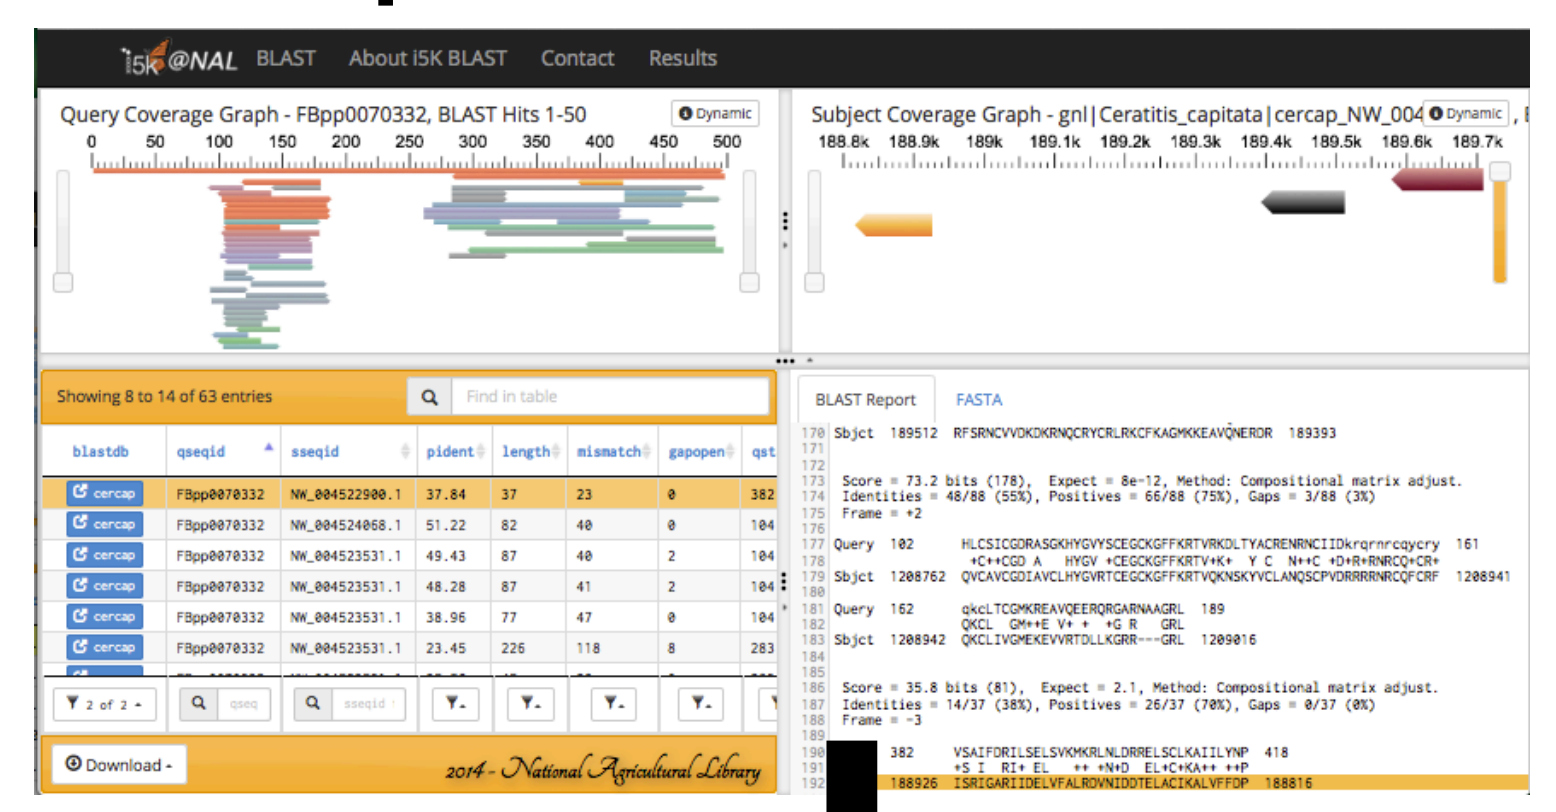 i5k@NAL BLAST About i5K BLAST Contact Results
Query Coverage Graph - FBpp0070332, BLAST Hits 1-50 Dynamic
0 50 100 150 200 250 300 350 400 450 500
Subject Coverage Graph - gnl|Ceratitis_capitata|cercap_NW_004 Dynamic ,
188.8k 188.9k 189k 189.1k 189.2k 189.3k 189.4k 189.5k 189.6k 189.7k
Showing 8 to 14 of 63 entries Find in table
blastdb qseqid sseqid pident length mismatch gapopen qst
cercap FBpp0070332 NW_004522900.1 37.84 37 23 0 382
cercap FBpp0070332 NW_004524068.1 51.22 82 40 0 104
cercap FBpp0070332 NW_004523531.1 49.43 87 40 2 104
cercap FBpp0070332 NW_004523531.1 48.28 87 41 2 104
cercap FBpp0070332 NW_004523531.1 38.96 77 47 0 104
cercap FBpp0070332 NW_004523531.1 23.45 226 118 8 283
2 of 2 qseq sseqid
Download 2014 - National Agricultural Library
BLAST Report FASTA
170 Sbjct 189512 RFSRNCVVDKDKRNQCRYCRLRKCFKAGMKKEAVQNERDR 189393
171
172
173 Score = 73.2 bits (178), Expect = 8e-12, Method: Compositional matrix adjust.
174 Identities = 48/88 (55%), Positives = 66/88 (75%), Gaps = 3/88 (3%)
175 Frame = +2
176
177 Query 102 HLCSICGDRASGKHYGVYSCEGCKGFFKRTVRKDLTYACRENRNCIIDkrqrnrcqycry 161
178 +C++CGD A HYGV +CEGCKGFFKRTV+K+ Y C N++C +D+R+RNRCQ+CR+
179 Sbjct 1208762 QVCAVCGDIAVCLHYGVRTCEGCKGFFKRTVQKNSKYVCLANQSCPVDRRRRNRCQFCRF 1208941
180
181 Query 162 qkcLTCGMKREAVQEERQRGARNAAGRL 189
182 QKCL GM++E V+ + +G R GRL
183 Sbjct 1208942 QKCLIVGMEKEVVRTDLLKGRR---GRL 1209016
184
185
186 Score = 35.8 bits (81), Expect = 2.1, Method: Compositional matrix adjust.
187 Identities = 14/37 (38%), Positives = 26/37 (70%), Gaps = 0/37 (0%)
188 Frame = -3
189
190 382 VSAIFDRILSELSVKMKRLNLDRRELSCLKAIILYNP 418
191 +S I RI+ EL ++ +N+D EL+C+KA++ ++P
192 188926 ISRIGARIIDELVFALRDVNIDDTELACIKALVFFDP 188816